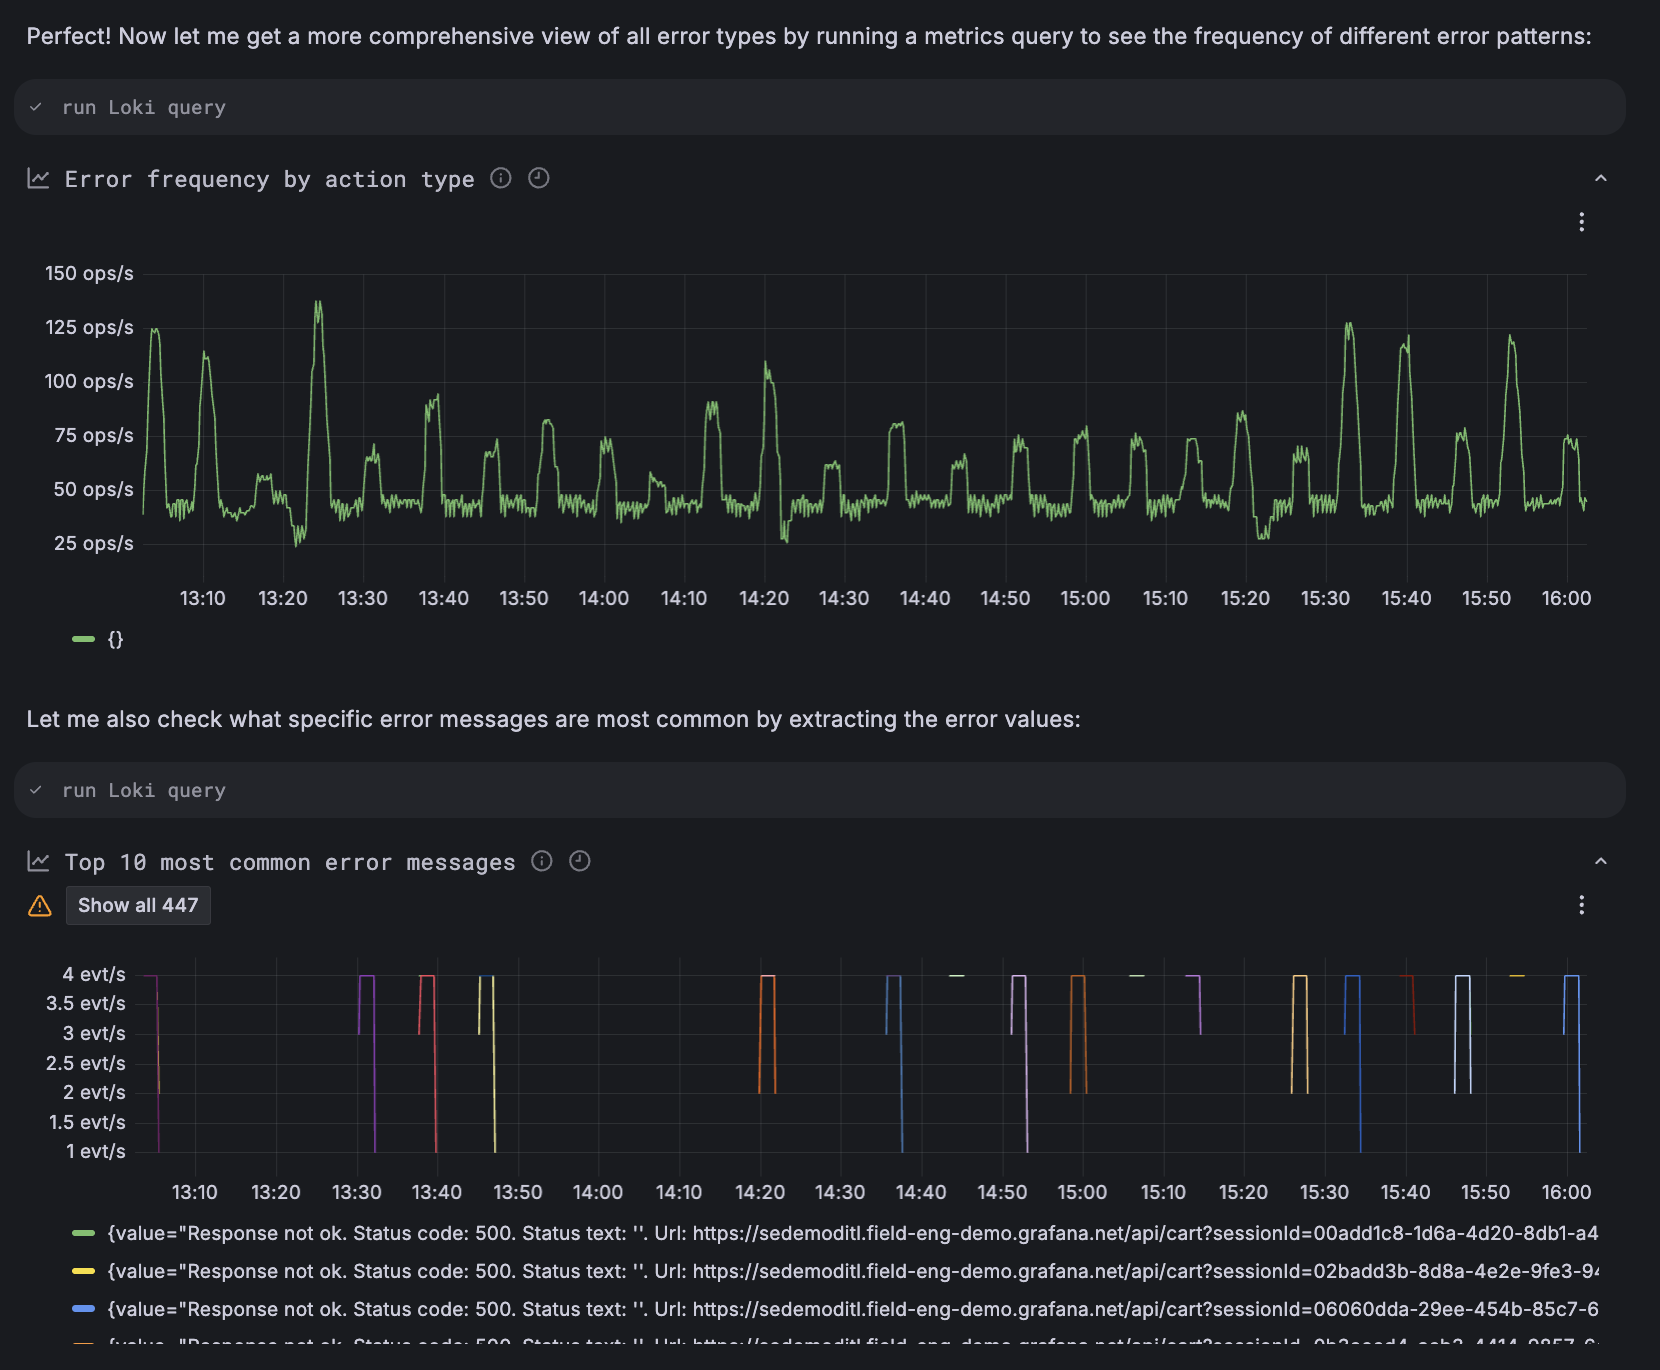 Perfect! Now let me get a more comprehensive view of all error types by running a metrics query to see the frequency of different error patterns:
run Loki query
Error frequency by action type
150 ops/s
125 ops/s
100 ops/s
75 ops/s
50 ops/s
25 ops/s
13:10 13:20 13:30 13:40 13:50 14:00 14:10 14:20 14:30 14:40 14:50 15:00 15:10 15:20 15:30 15:40 15:50 16:00
{}
Let me also check what specific error messages are most common by extracting the error values:
run Loki query
Top 10 most common error messages
Show all 447
4 evt/s
3.5 evt/s
3 evt/s
2.5 evt/s
2 evt/s
1.5 evt/s
1 evt/s
13:10 13:20 13:30 13:40 13:50 14:00 14:10 14:20 14:30 14:40 14:50 15:00 15:10 15:20 15:30 15:40 15:50 16:00
{value="Response not ok. Status code: 500. Status text: ''. Url: https://sedemoditl.field-eng-demo.grafana.net/api/cart?sessionId=00add1c8-1d6a-4d20-8db1-a4
{value="Response not ok. Status code: 500. Status text: ''. Url: https://sedemoditl.field-eng-demo.grafana.net/api/cart?sessionId=02badd3b-8d8a-4e2e-9fe3-94
{value="Response not ok. Status code: 500. Status text: ''. Url: https://sedemoditl.field-eng-demo.grafana.net/api/cart?sessionId=06060dda-29ee-454b-85c7-6